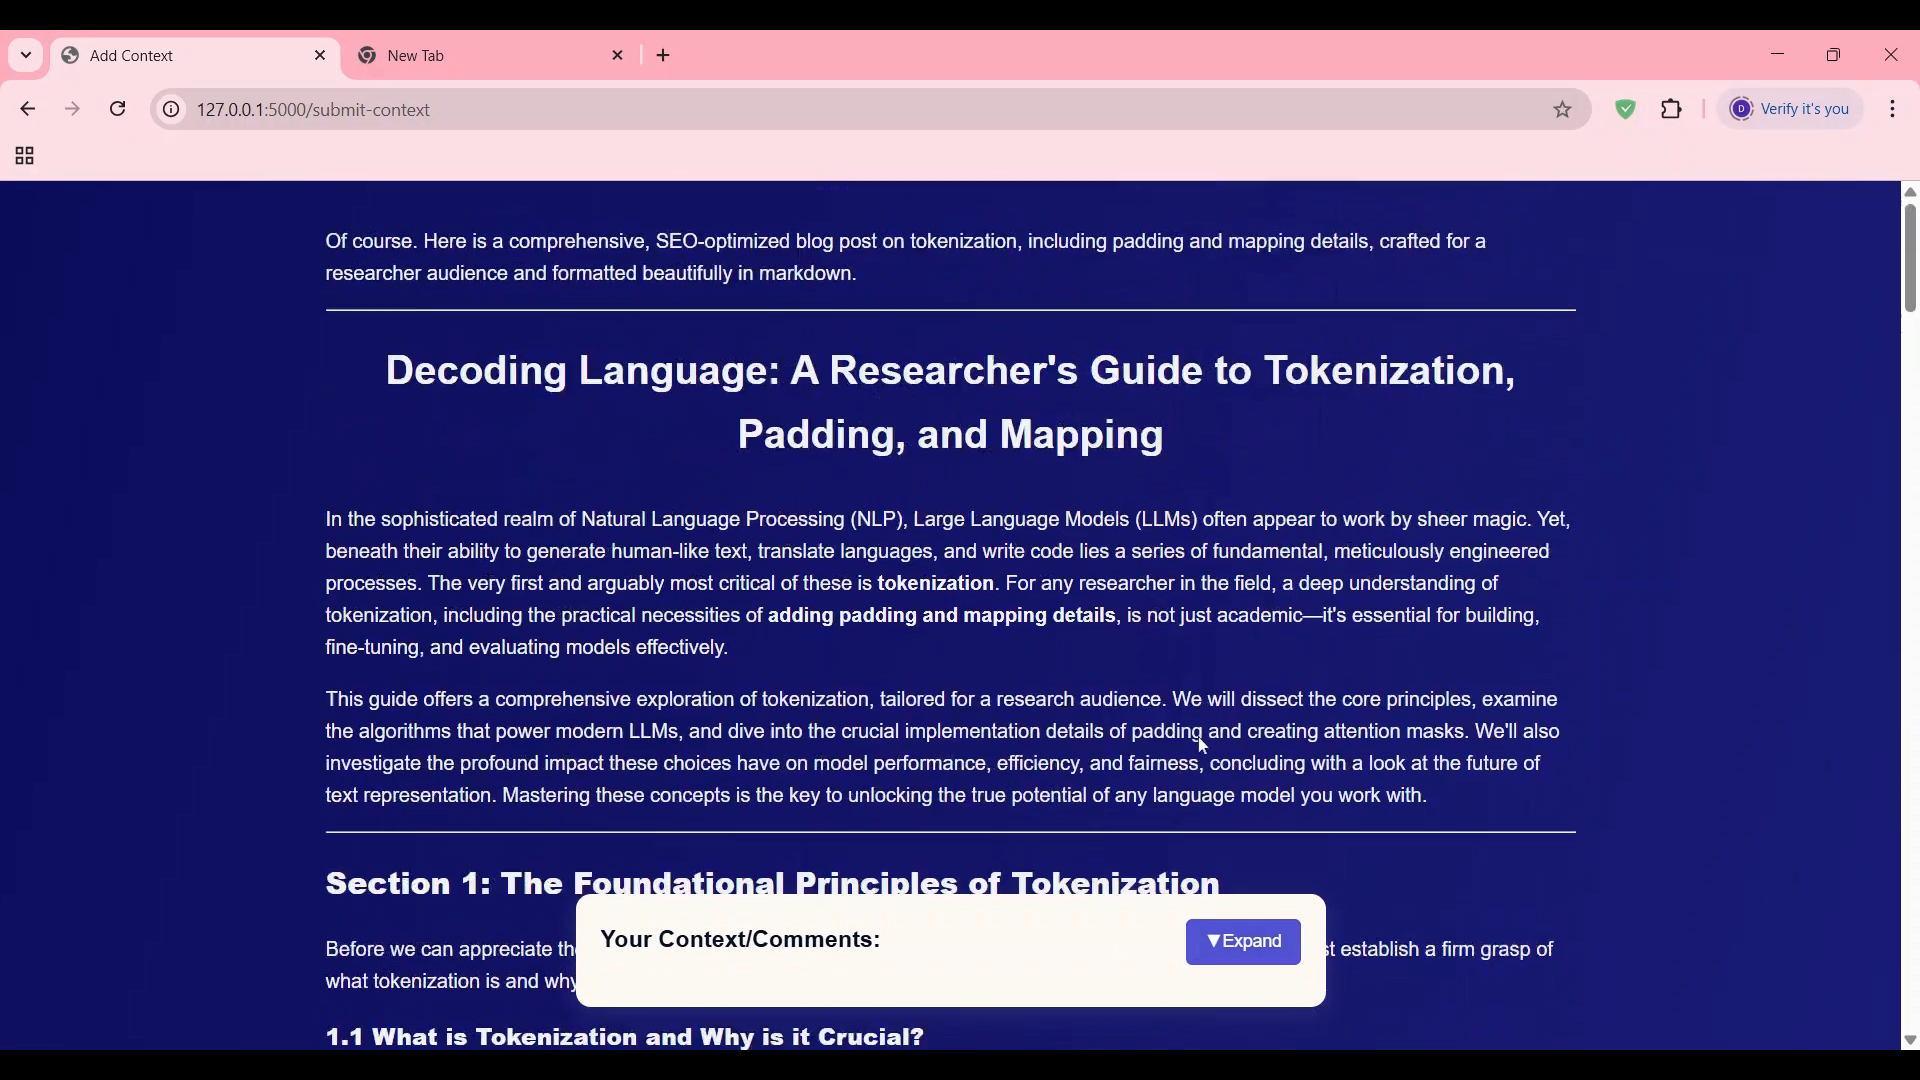 Add Context
New Tab
127.0.0.1:5000/submit-context
D
Verify it's you
Of course. Here is a comprehensive, SEO-optimized blog post on tokenization, including padding and mapping details, crafted for a
researcher audience and formatted beautifully in markdown.
Decoding Language: A Researcher's Guide to Tokenization,
Padding, and Mapping
In the sophisticated realm of Natural Language Processing (NLP), Large Language Models (LLMs) often appear to work by sheer magic. Yet,
beneath their ability to generate human-like text, translate languages, and write code lies a series of fundamental, meticulously engineered
processes. The very first and arguably most critical of these is tokenization. For any researcher in the field, a deep understanding of
tokenization, including the practical necessities of adding padding and mapping details, is not just academic—it's essential for building,
fine-tuning, and evaluating models effectively.
This guide offers a comprehensive exploration of tokenization, tailored for a research audience. We will dissect the core principles, examine
the algorithms that power modern LLMs, and dive into the crucial implementation details of padding and creating attention masks. We'll also
investigate the profound impact these choices have on model performance, efficiency, and fairness, concluding with a look at the future of
text representation. Mastering these concepts is the key to unlocking the true potential of any language model you work with.
Section 1: The Foundational Principles of Tokenization
Your Context/Comments:
▼Expand
Before we can appreciate th st establish a firm grasp of
what tokenization is and why
1.1 What is Tokenization and Why is it Crucial?